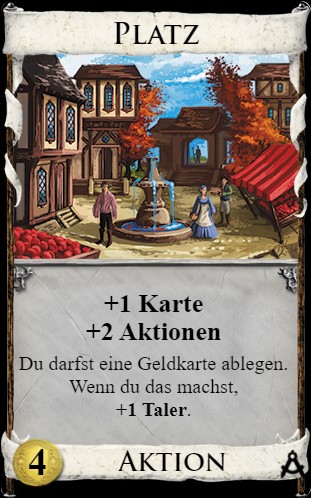 Platz
+1 Karte
+2 Aktionen
Du darfst eine Geldkarte ablegen.
Wenn du das machst,
+1 Taler.
4
Aktion